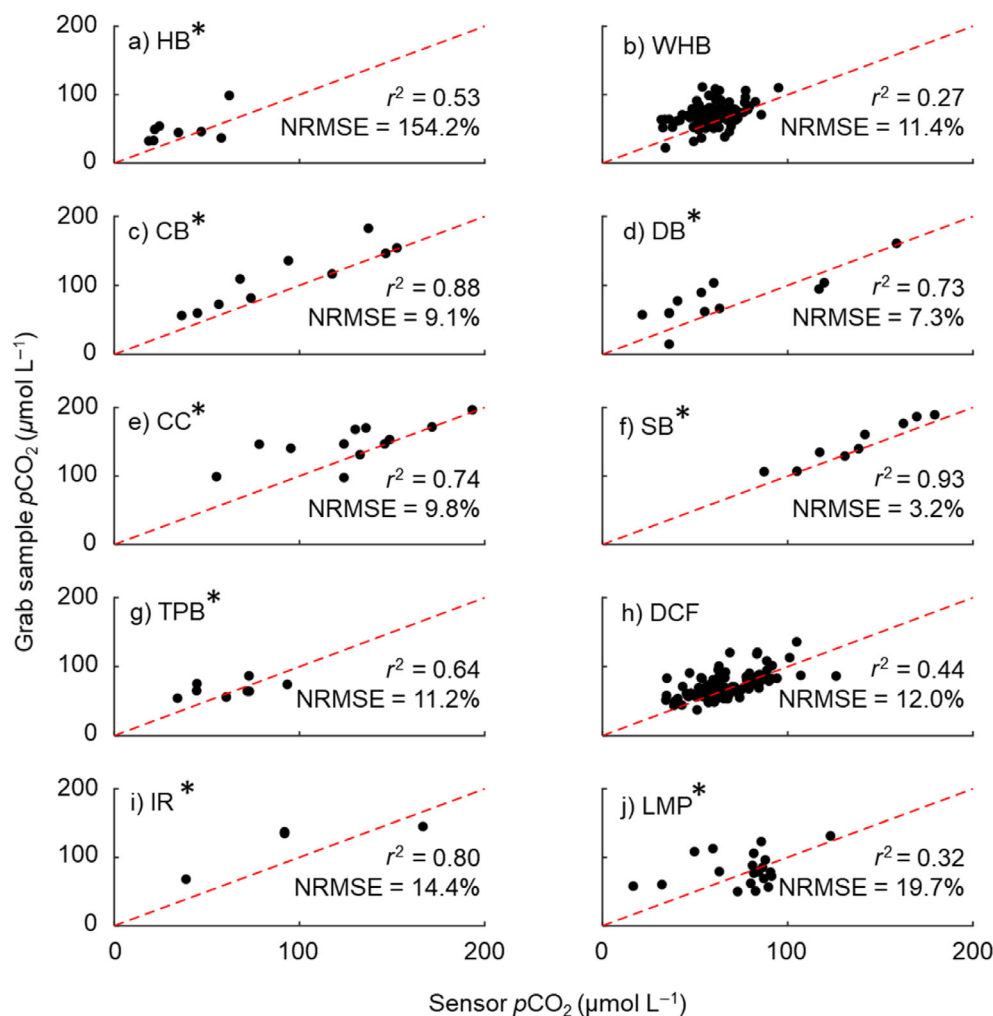 200
100
0
a) HB*
r² = 0.53
NRMSE = 154.2%
b) WHB
r² = 0.27
NRMSE = 11.4%
200
100
0
c) CB*
r² = 0.88
NRMSE = 9.1%
d) DB*
r² = 0.73
NRMSE = 7.3%
200
100
0
e) CC*
r² = 0.74
NRMSE = 9.8%
f) SB*
r² = 0.93
NRMSE = 3.2%
200
100
0
g) TPB*
r² = 0.64
NRMSE = 11.2%
h) DCF
r² = 0.44
NRMSE = 12.0%
200
100
0
i) IR *
r² = 0.80
NRMSE = 14.4%
j) LMP*
r² = 0.32
NRMSE = 19.7%
0 100 200
0 100 200
Grab sample pCO₂ (µmol L⁻¹)
Sensor pCO₂ (µmol L⁻¹)